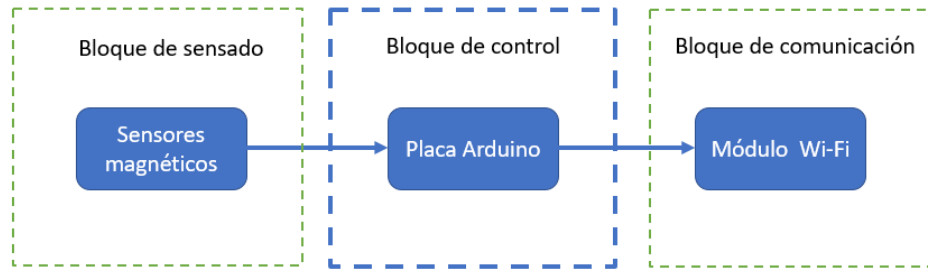 Bloque de sensado
Bloque de control
Bloque de comunicación
Sensores
magnéticos
Placa Arduino
Módulo Wi-Fi